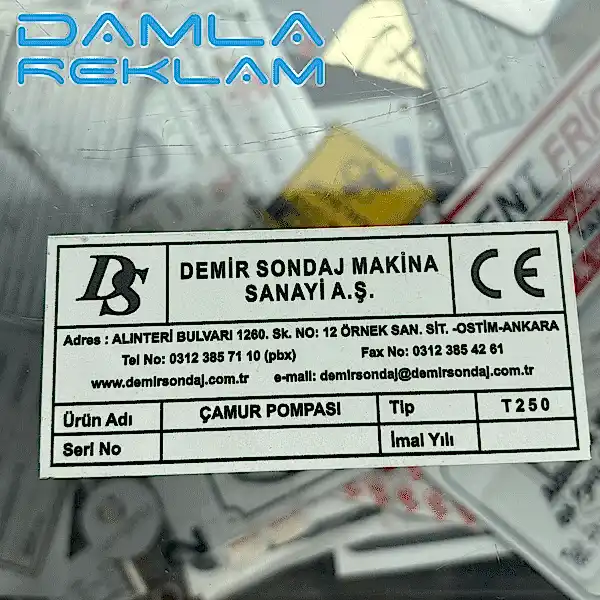 DAMLA
REKLAM
ENT FRIC
DS
DEMİR SONDAJ MAKİNA
SANAYİ A.Ş.
CE
Adres : ALINTERİ BULVARI 1260. Sk. NO: 12 ÖRNEK SAN. SİT. -OSTİM-ANKARA
Tel No: 0312 385 71 10 (pbx) Fax No: 0312 385 42 61
www.demirsondaj.com.tr e-mail: demirsondaj@demirsondaj.com.tr
Ürün Adı ÇAMUR POMPASI Tip T250
Seri No İmal Yılı